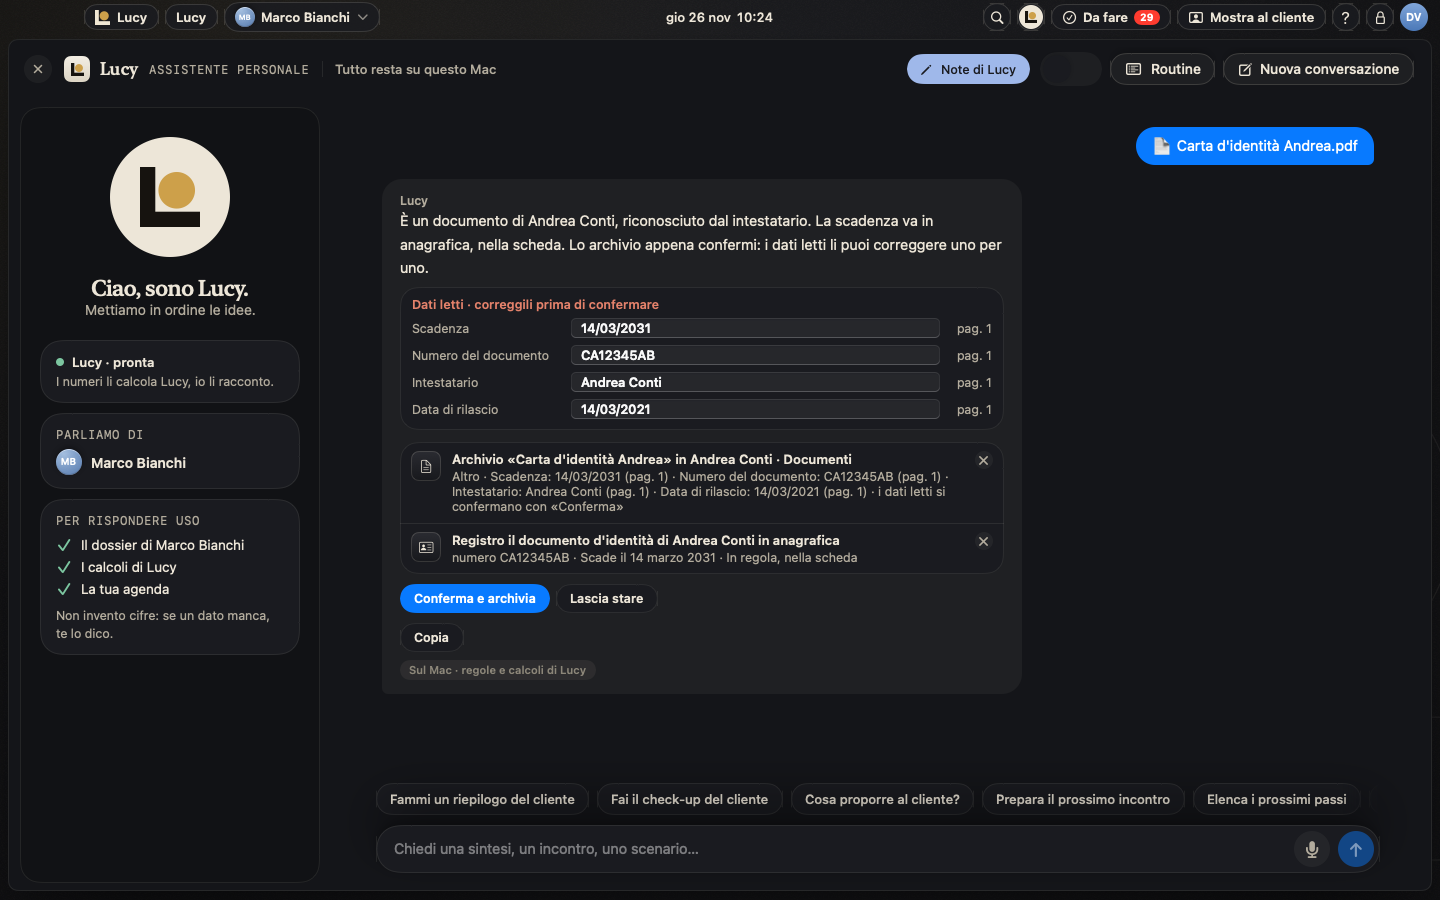 Lucy
Lucy
MB Marco Bianchi
gio 26 nov 10:24
Da fare 29
Mostra al cliente
?
DV
Lucy ASSISTENTE PERSONALE
Tutto resta su questo Mac
Note di Lucy
Routine
Nuova conversazione
Ciao, sono Lucy.
Mettiamo in ordine le idee.
Lucy · pronta
I numeri li calcola Lucy, io li racconto.
PARLIAMO DI
MB Marco Bianchi
PER RISPONDERE USO
Il dossier di Marco Bianchi
I calcoli di Lucy
La tua agenda
Non invento cifre: se un dato manca,
te lo dico.
Carta d'identità Andrea.pdf
Lucy
È un documento di Andrea Conti, riconosciuto dal intestatario. La scadenza va in
anagrafica, nella scheda. Lo archivio appena confermi: i dati letti li puoi correggere uno per
uno.
Dati letti · correggili prima di confermare
Scadenza 14/03/2031 pag. 1
Numero del documento CA12345AB pag. 1
Intestatario Andrea Conti pag. 1
Data di rilascio 14/03/2021 pag. 1
Archivio «Carta d'identità Andrea» in Andrea Conti · Documenti
Altro · Scadenza: 14/03/2031 (pag. 1) · Numero del documento: CA12345AB (pag. 1) ·
Intestatario: Andrea Conti (pag. 1) · Data di rilascio: 14/03/2021 (pag. 1) · i dati letti si
confermano con «Conferma»
Registro il documento d'identità di Andrea Conti in anagrafica
numero CA12345AB · Scade il 14 marzo 2031 · In regola, nella scheda
Conferma e archivia
Lascia stare
Copia
Sul Mac · regole e calcoli di Lucy
Fammi un riepilogo del cliente
Fai il check-up del cliente
Cosa proporre al cliente?
Prepara il prossimo incontro
Elenca i prossimi passi
Chiedi una sintesi, un incontro, uno scenario...